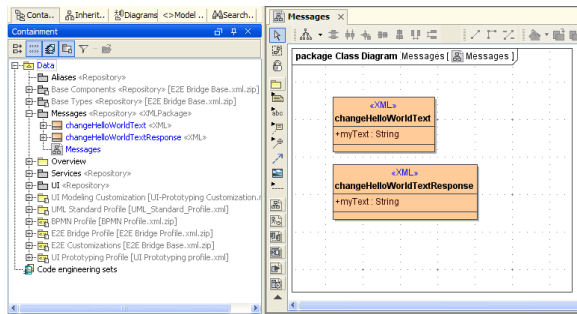 Conta..
Inherit..
Diagrams
Model ..
Search..
Containment
Data
Aliases <Repository>
Base Components <Repository> [E2E Bridge Base.xml.zip]
Base Types <Repository> [E2E Bridge Base.xml.zip]
Messages <Repository> «XMLPackage»
changeHelloWorldText «XML»
changeHelloWorldTextResponse «XML»
Messages
Overview
Services <Repository>
UI <Repository>
UI Modeling Customization [UI-Prototyping Customization.
UML Standard Profile [UML_Standard_Profile.xml]
BPMN Profile [BPMN Profile.xml.zip]
E2E Bridge Profile [E2E Bridge Profile.xml.zip]
E2E Customizations [E2E Bridge Base.xml.zip]
UI Prototyping Profile [UI Prototyping profile.xml]
Code engineering sets
Messages
package Class Diagram Messages [ Messages ]
«XML»
changeHelloWorldText
+myText : String
«XML»
changeHelloWorldTextResponse
+myText : String
abc